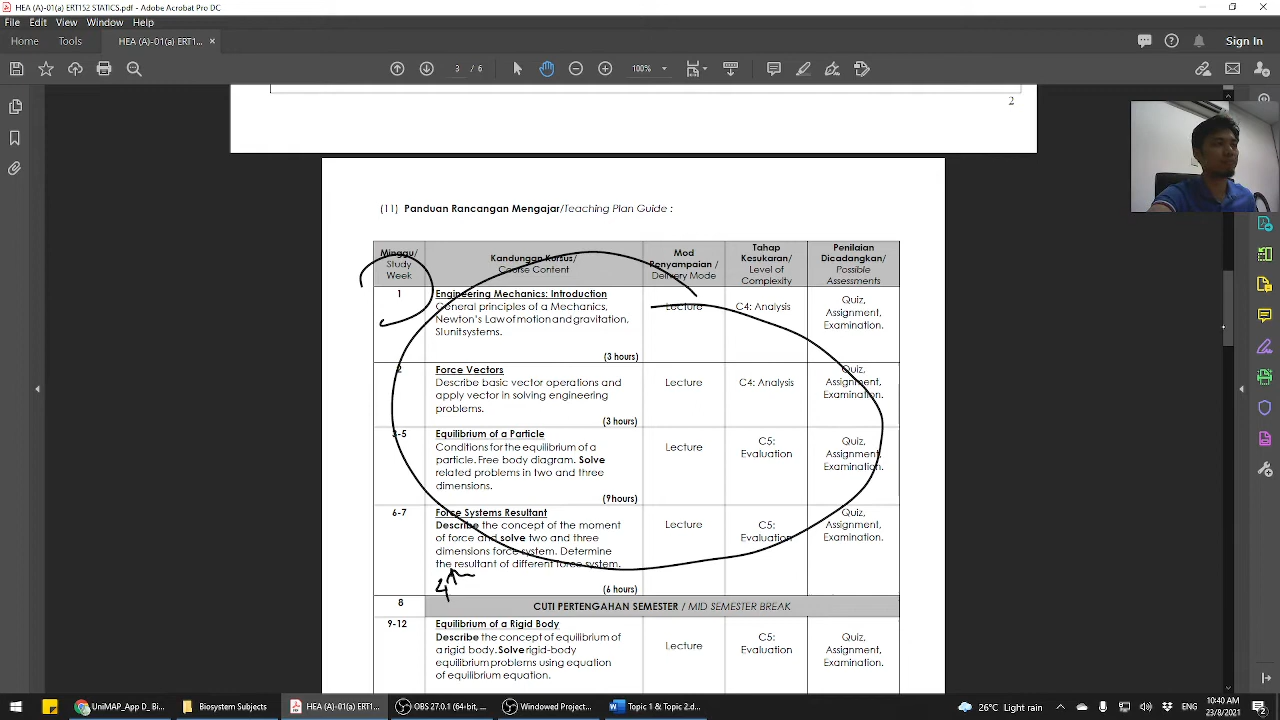 HEA (A)-01(a) ERT152 STATICS.pdf - Adobe Acrobat Pro DC
File Edit View Window Help
Home Tools HEA (A)-01(a) ERT1... × Sign In
3 / 6 100%
2
(11) Panduan Rancangan Mengajar/Teaching Plan Guide :
Minggu/
Study
Week
Kandungan Kursus/
Course Content
Mod
Penyampaian /
Delivery Mode
Tahap
Kesukaran/
Level of
Complexity
Penilaian
Dicadangkan/
Possible
Assessments
1
Engineering Mechanics: Introduction
General principles of a Mechanics,
Newton's Law of motion and gravitation,
SI unit systems.
(3 hours)
Lecture
C4: Analysis
Quiz,
Assignment,
Examination.
2
Force Vectors
Describe basic vector operations and
apply vector in solving engineering
problems.
(3 hours)
Lecture
C4: Analysis
Quiz,
Assignment,
Examination.
3-5
Equilibrium of a Particle
Conditions for the equilibrium of a
particle. Free body diagram. Solve
related problems in two and three
dimensions.
(9hours)
Lecture
C5:
Evaluation
Quiz,
Assignment,
Examination.
6-7
Force Systems Resultant
Describe the concept of the moment
of force and solve two and three
dimensions force system. Determine
the resultant of different force system.
(6 hours)
Lecture
C5:
Evaluation
Quiz,
Assignment,
Examination.
8
CUTI PERTENGAHAN SEMESTER / MID SEMESTER BREAK
9-12
Equilibrium of a Rigid Body
Describe the concept of equilibrium of
a rigid body. Solve rigid-body
equilibrium problems using equation
of equilibrium equation.
Lecture
C5:
Evaluation
Quiz,
Assignment,
Examination.
UniMAP_App D_Bi... Biosystem Subjects HEA (A)-01(a) ERT1... OBS 27.0.1 (64-bit, ... Windowed Projec... Topic 1 & Topic 2.d... 26°C Light rain
10:40 AM
23/8/2021